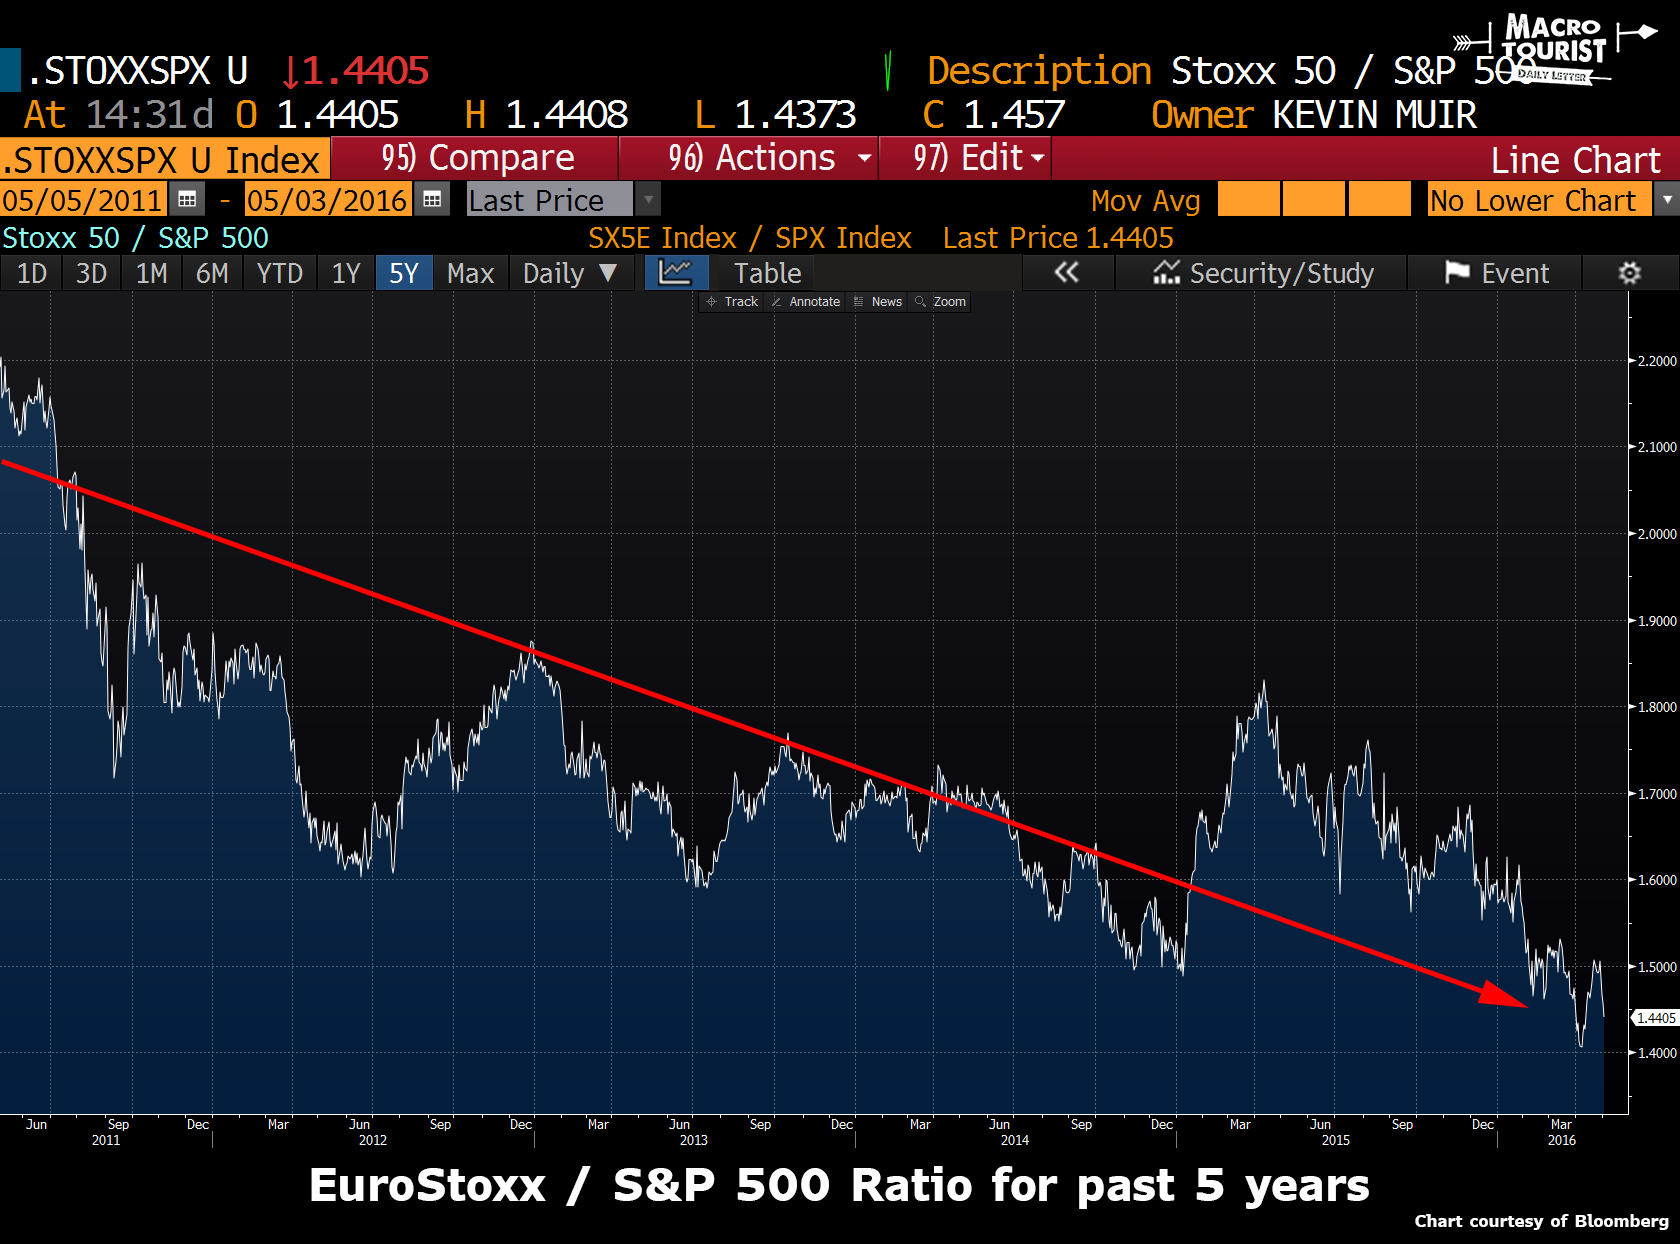 MACRO
TOURIST
DAILY LETTER
.STOXXSPX U ↓1.4405 Description Stoxx 50 / S&P 500
At 14:31 d O 1.4405 H 1.4408 L 1.4373 C 1.457 Owner KEVIN MUIR
.STOXXSPX U Index 95) Compare 96) Actions 97) Edit Line Chart
05/05/2011 - 05/03/2016 Last Price Mov Avg No Lower Chart
Stoxx 50 / S&P 500 SX5E Index / SPX Index Last Price 1.4405
1D 3D 1M 6M YTD 1Y 5Y Max Daily ▼ Table « Security/Study Event
Track Annotate News Zoom
2.2000
2.1000
2.0000
1.9000
1.8000
1.7000
1.6000
1.5000
1.4405
1.4000
Jun Sep Dec Mar Jun Sep Dec Mar Jun Sep Dec Mar Jun Sep Dec Mar Jun Sep Dec Mar
2011 2012 2013 2014 2015 2016
EuroStoxx / S&P 500 Ratio for past 5 years
Chart courtesy of Bloomberg